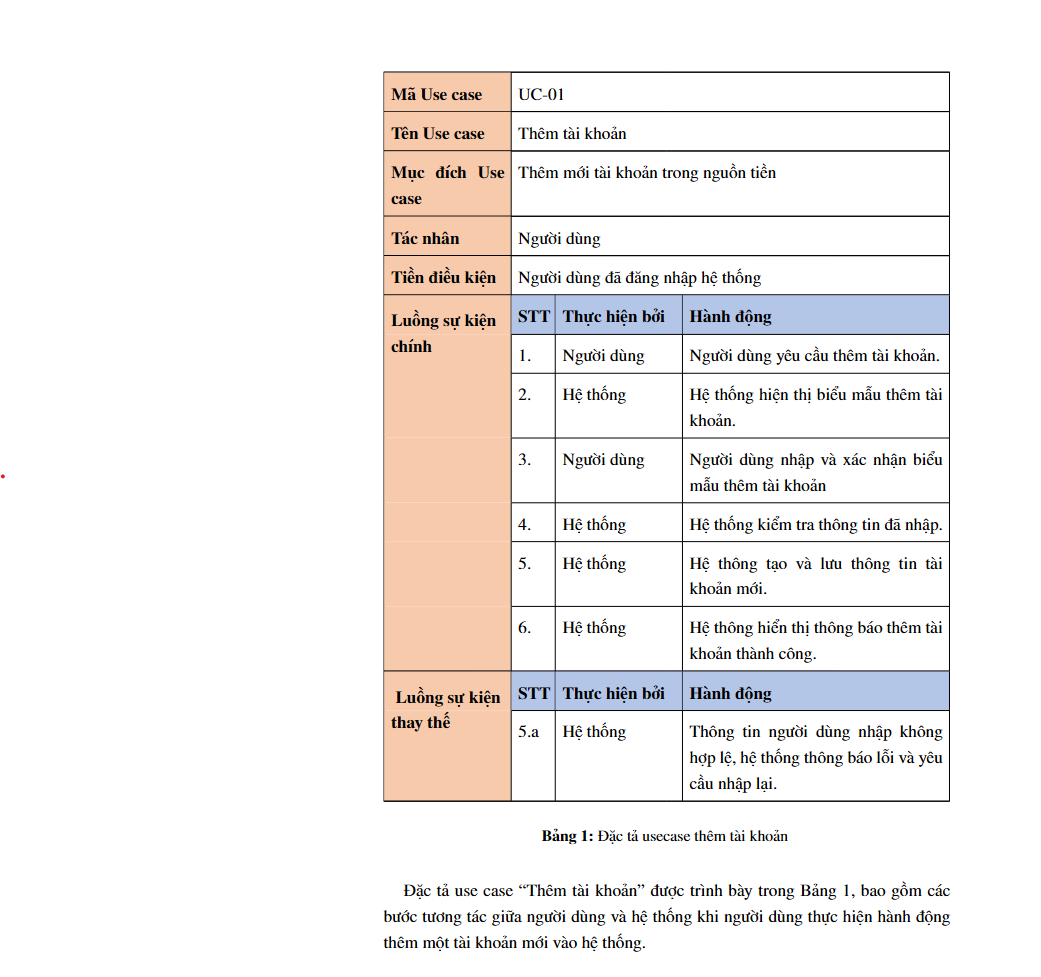 Mã Use case UC-01
Tên Use case Thêm tài khoản
Mục đích Use Thêm mới tài khoản trong nguồn tiền
case
Tác nhân Người dùng
Tiền điều kiện Người dùng đã đăng nhập hệ thống
Luồng sự kiện STT Thực hiện bởi Hành động
chính
1. Người dùng Người dùng yêu cầu thêm tài khoản.
2. Hệ thống Hệ thống hiện thị biểu mẫu thêm tài
khoản.
3. Người dùng Người dùng nhập và xác nhận biểu
mẫu thêm tài khoản
4. Hệ thống Hệ thống kiểm tra thông tin đã nhập.
5. Hệ thống Hệ thông tạo và lưu thông tin tài
khoản mới.
6. Hệ thống Hệ thông hiển thị thông báo thêm tài
khoản thành công.
Luồng sự kiện STT Thực hiện bởi Hành động
thay thế
5.a Hệ thống Thông tin người dùng nhập không
hợp lệ, hệ thống thông báo lỗi và yêu
cầu nhập lại.
Bảng 1: Đặc tả usecase thêm tài khoản
Đặc tả use case “Thêm tài khoản” được trình bày trong Bảng 1, bao gồm các
bước tương tác giữa người dùng và hệ thống khi người dùng thực hiện hành động
thêm một tài khoản mới vào hệ thống.